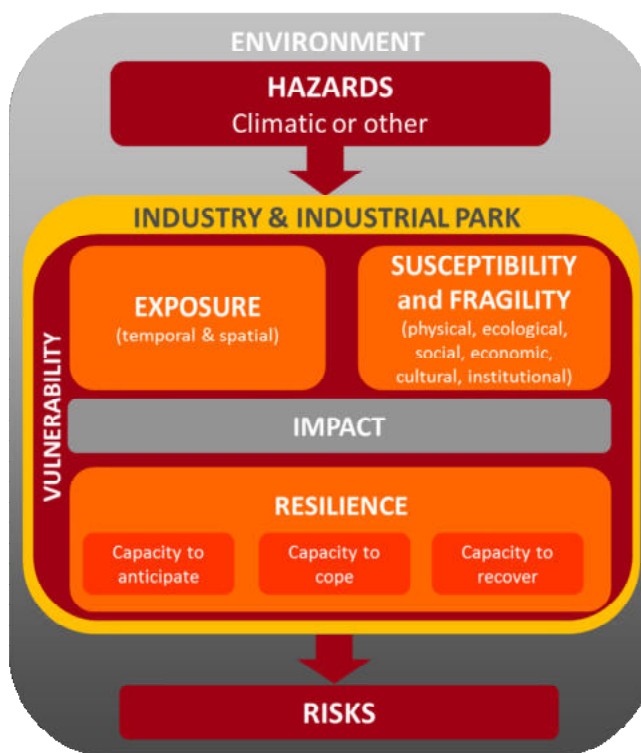 ENVIRONMENT
HAZARDS
Climatic or other
INDUSTRY & INDUSTRIAL PARK
VULNERABILITY
EXPOSURE
(temporal & spatial)
SUSCEPTIBILITY
and FRAGILITY
(physical, ecological,
social, economic,
cultural, institutional)
IMPACT
RESILIENCE
Capacity to
anticipate
Capacity to
cope
Capacity to
recover
RISKS